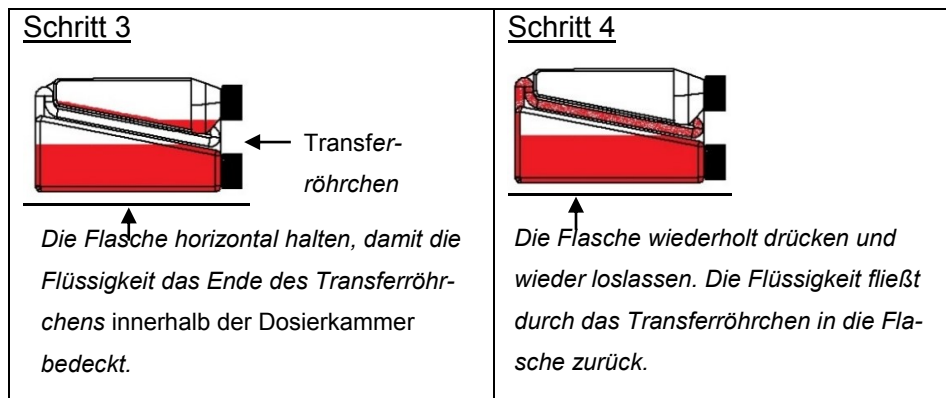 Schritt 3
Transfer-
röhrchen
Die Flasche horizontal halten, damit die
Flüssigkeit das Ende des Transferröhr-
chens innerhalb der Dosierkammer
bedeckt.
Schritt 4
Die Flasche wiederholt drücken und
wieder loslassen. Die Flüssigkeit fließt
durch das Transferröhrchen in die Fla-
sche zurück.